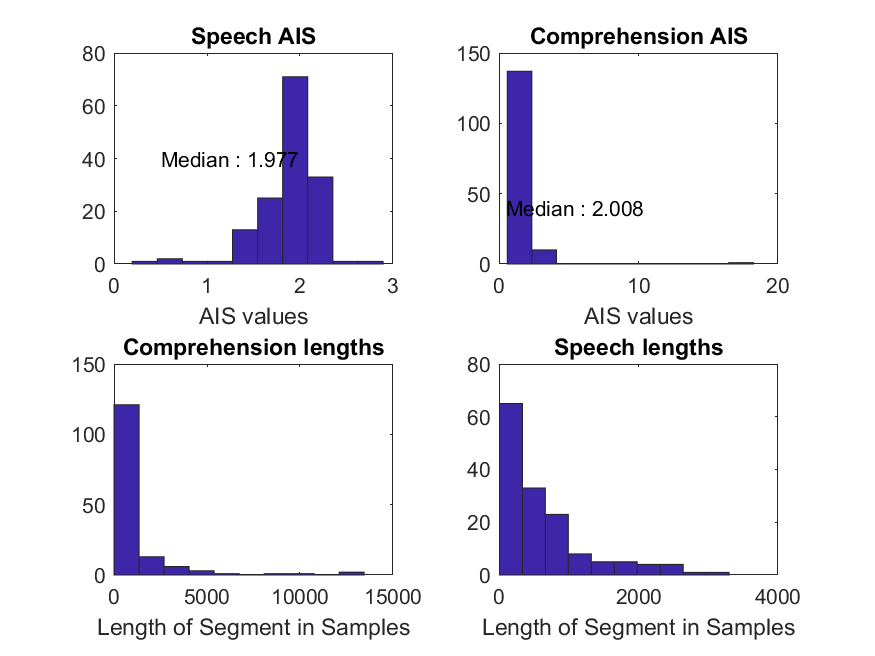 Speech AIS
80
60
40
20
0
Median : 1.977
0 1 2 3
AIS values
Comprehension AIS
150
100
50
0
Median : 2.008
0 10 20
AIS values
Comprehension lengths
150
100
50
0
0 5000 10000 15000
Length of Segment in Samples
Speech lengths
80
60
40
20
0
0 2000 4000
Length of Segment in Samples